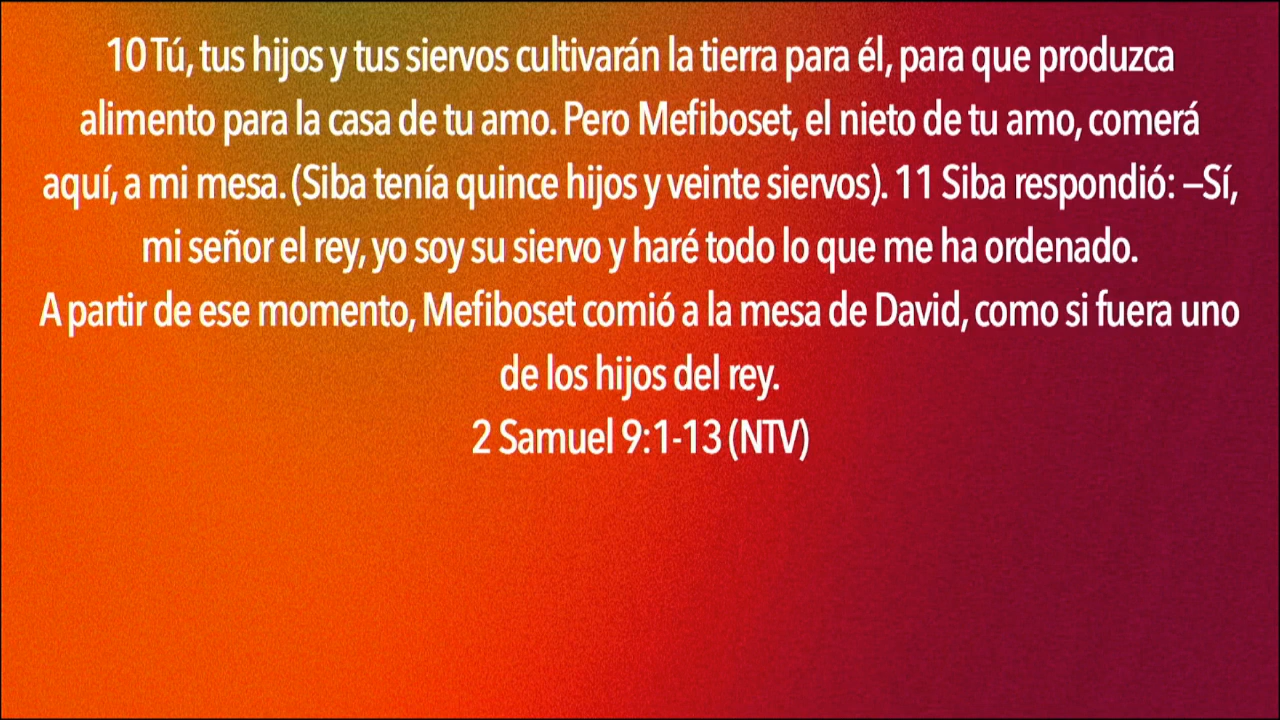 10 Tú, tus hijos y tus siervos cultivarán la tierra para él, para que produzca
alimento para la casa de tu amo. Pero Mefiboset, el nieto de tu amo, comerá
aquí, a mi mesa. (Siba tenía quince hijos y veinte siervos). 11 Siba respondió: —Sí,
mi señor el rey, yo soy su siervo y haré todo lo que me ha ordenado.
A partir de ese momento, Mefiboset comió a la mesa de David, como si fuera uno
de los hijos del rey.
2 Samuel 9:1-13 (NTV)